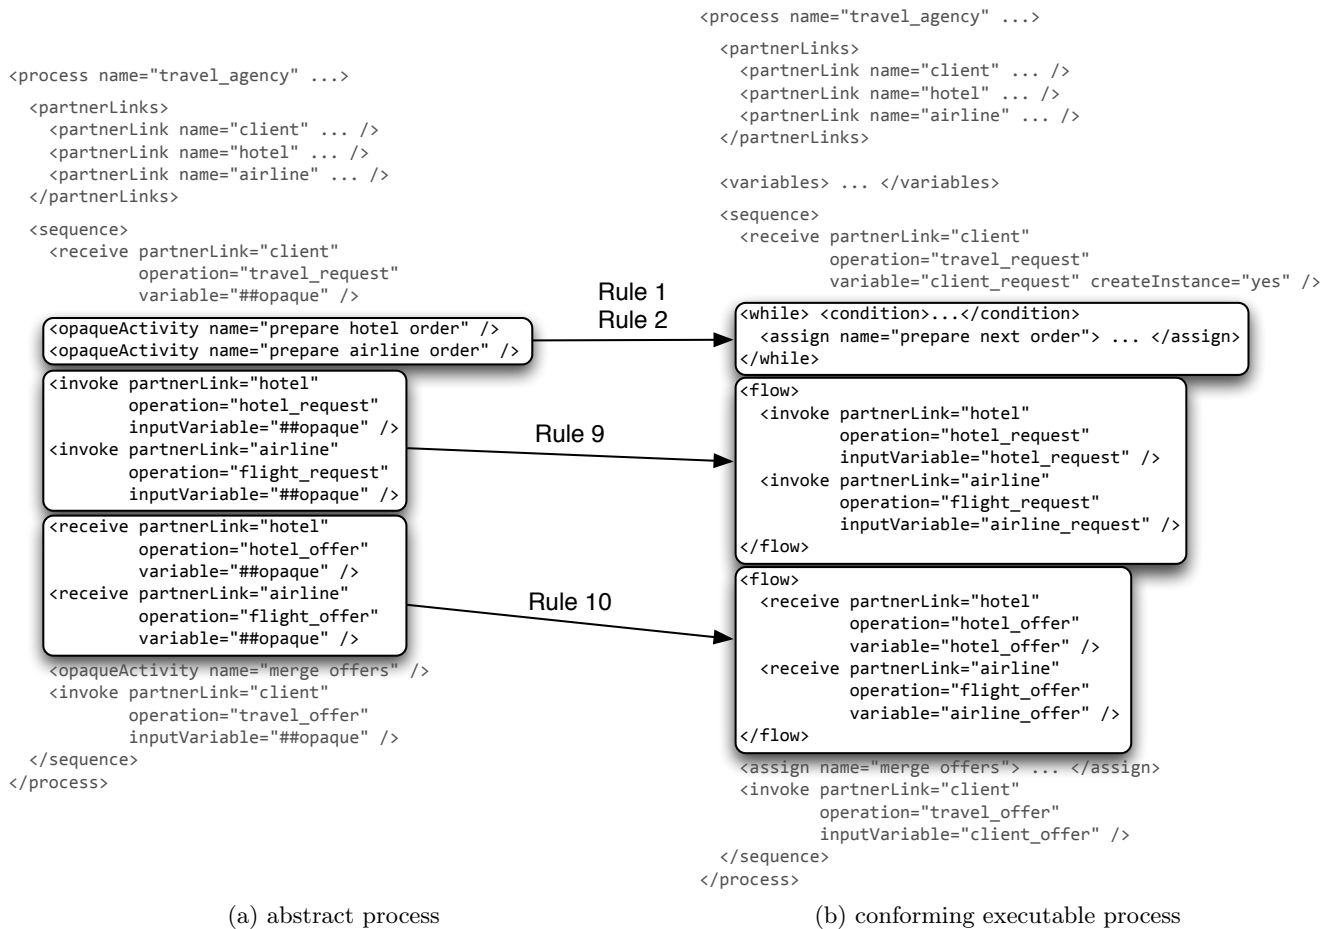 <process name="travel_agency" ...>
<partnerLinks>
<partnerLink name="client" ... />
<partnerLink name="hotel" ... />
<partnerLink name="airline" ... />
</partnerLinks>
<sequence>
<receive partnerLink="client"
operation="travel_request"
variable="##opaque" />
<opaqueActivity name="prepare hotel order" />
<opaqueActivity name="prepare airline order" />
<invoke partnerLink="hotel"
operation="hotel_request"
inputVariable="##opaque" />
<invoke partnerLink="airline"
operation="flight_request"
inputVariable="##opaque" />
<receive partnerLink="hotel"
operation="hotel_offer"
variable="##opaque" />
<receive partnerLink="airline"
operation="flight_offer"
variable="##opaque" />
<opaqueActivity name="merge offers" />
<invoke partnerLink="client"
operation="travel_offer"
inputVariable="##opaque" />
</sequence>
</process>
(a) abstract process
Rule 1
Rule 2
Rule 9
Rule 10
<process name="travel_agency" ...>
<partnerLinks>
<partnerLink name="client" ... />
<partnerLink name="hotel" ... />
<partnerLink name="airline" ... />
</partnerLinks>
<variables> ... </variables>
<sequence>
<receive partnerLink="client"
operation="travel_request"
variable="client_request" createInstance="yes" />
<while> <condition>...</condition>
<assign name="prepare next order"> ... </assign>
</while>
<flow>
<invoke partnerLink="hotel"
operation="hotel_request"
inputVariable="hotel_request" />
<invoke partnerLink="airline"
operation="flight_request"
inputVariable="airline_request" />
</flow>
<flow>
<receive partnerLink="hotel"
operation="hotel_offer"
variable="hotel_offer" />
<receive partnerLink="airline"
operation="flight_offer"
variable="airline_offer" />
</flow>
<assign name="merge offers"> ... </assign>
<invoke partnerLink="client"
operation="travel_offer"
inputVariable="client_offer" />
</sequence>
</process>
(b) conforming executable process